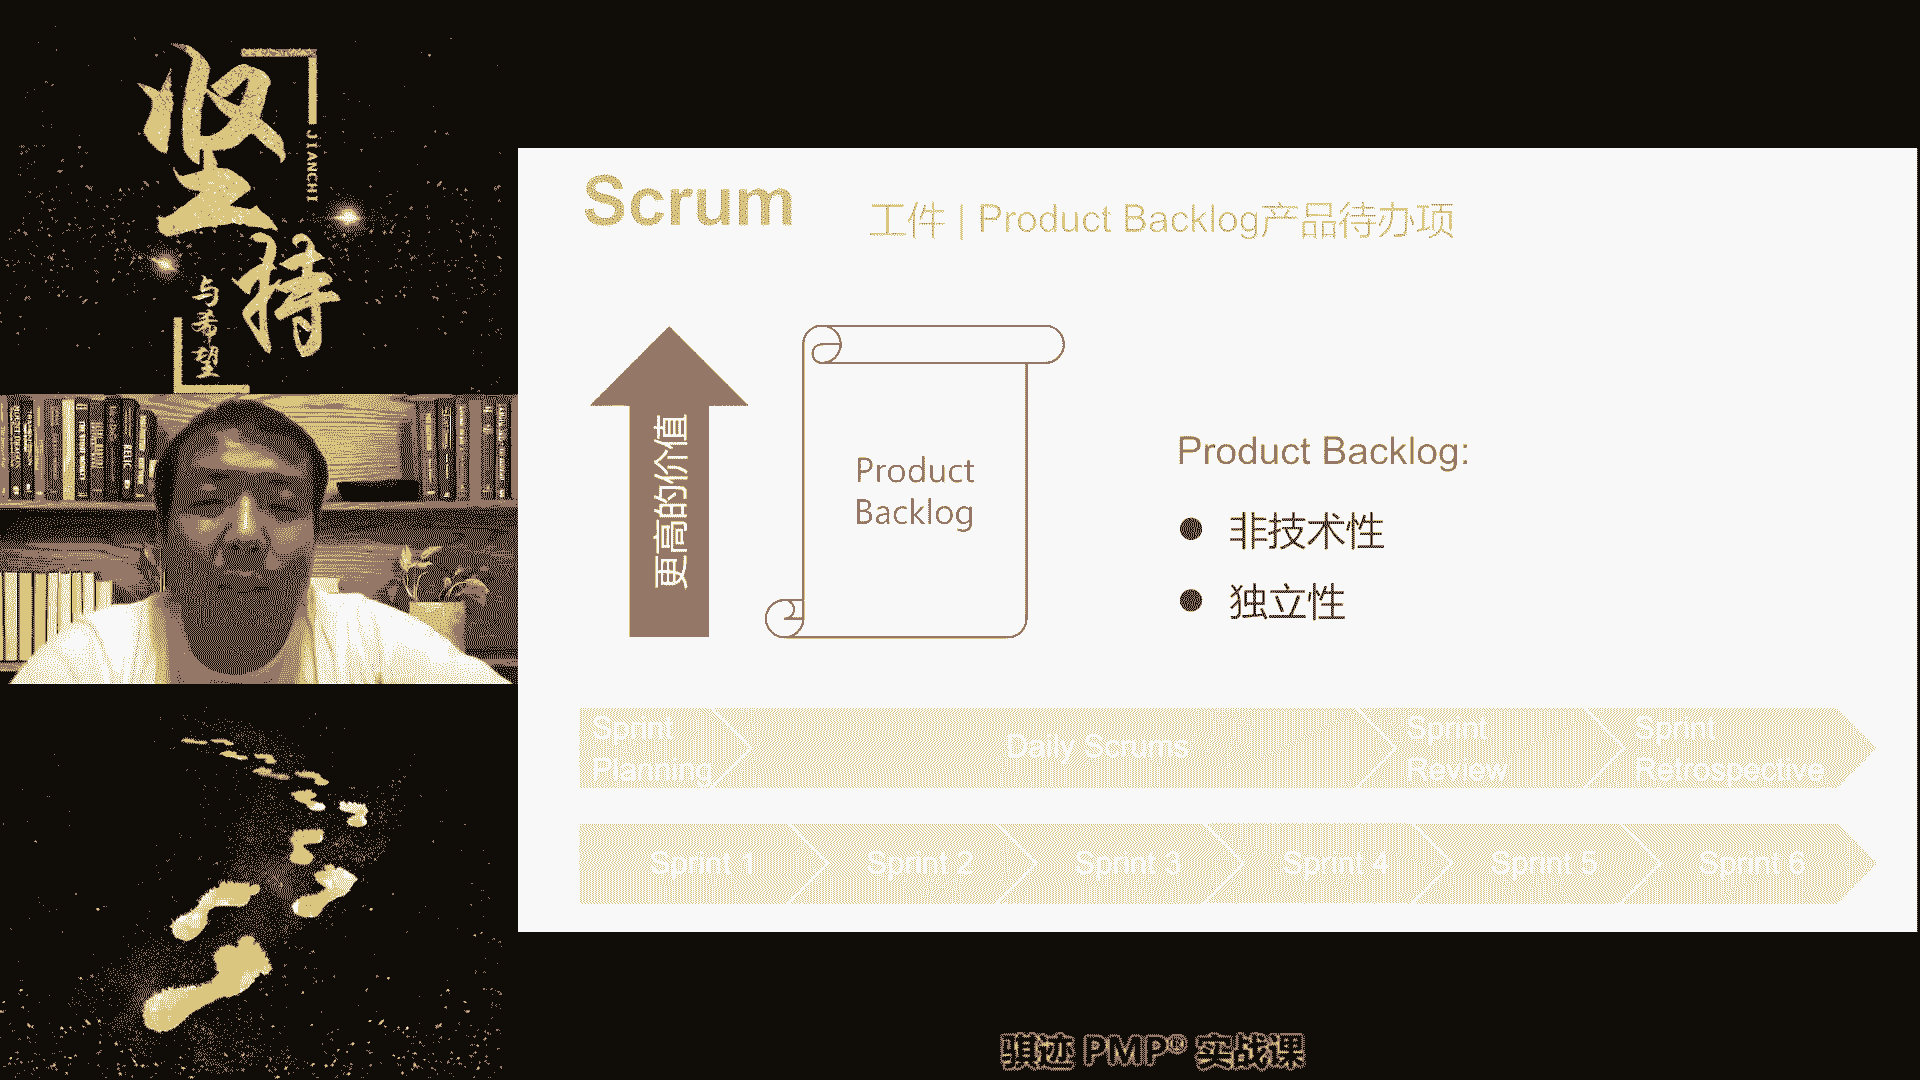 坚持
JIANCHI
与希望
Scrum
工件 | Product Backlog产品待办项
更高的价值
Product
Backlog
Product Backlog:
● 非技术性
● 独立性
Sprint
Planning
Daily Scrums
Sprint
Review
Sprint
Retrospective
Sprint 1
Sprint 2
Sprint 3
Sprint 4
Sprint 5
Sprint 6
骐迹 PMP® 实战课